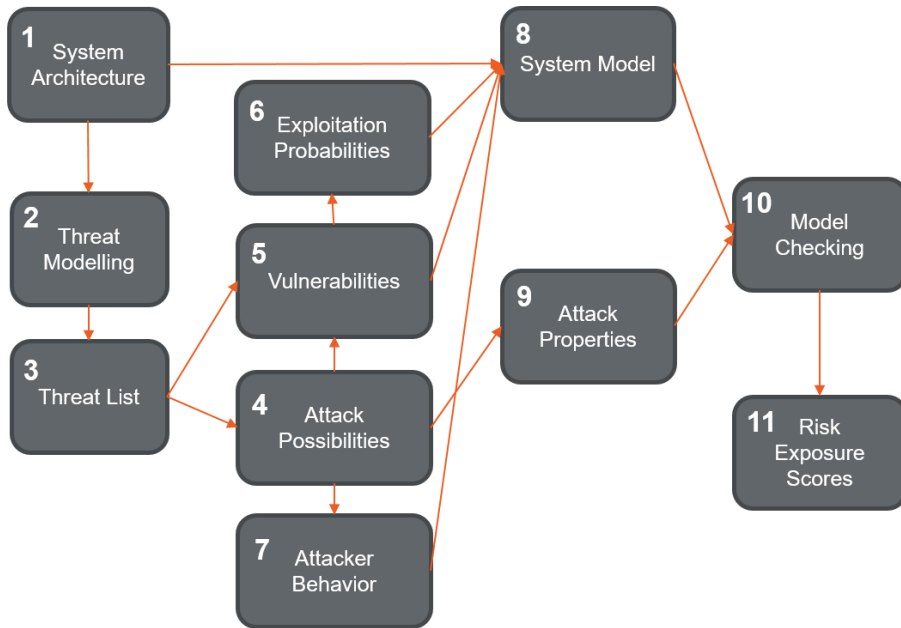 1
System
Architecture
2
Threat
Modelling
3
Threat List
4
Attack
Possibilities
5
Vulnerabilities
6
Exploitation
Probabilities
7
Attacker
Behavior
8
System Model
9
Attack
Properties
10
Model
Checking
11
Risk
Exposure
Scores